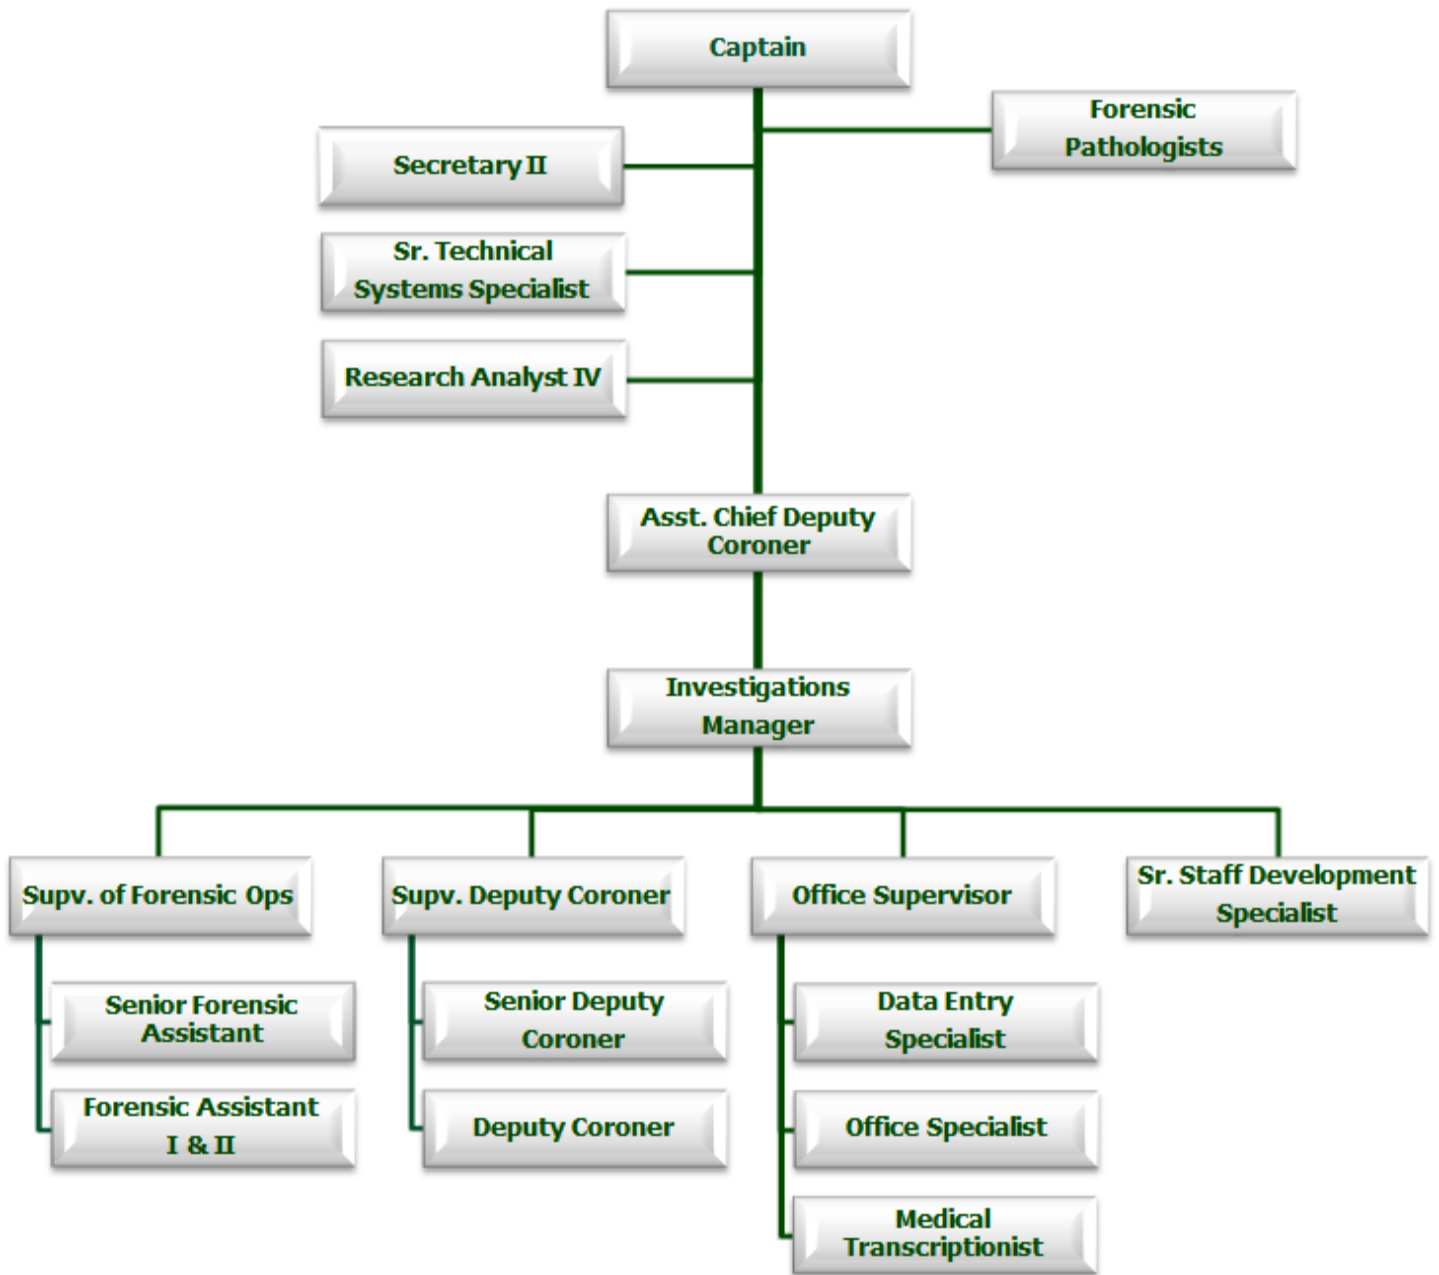 Captain
Forensic
Pathologists
Secretary II
Sr. Technical
Systems Specialist
Research Analyst IV
Asst. Chief Deputy
Coroner
Investigations
Manager
Supv. of Forensic Ops
Supv. Deputy Coroner
Office Supervisor
Sr. Staff Development
Specialist
Senior Forensic
Assistant
Forensic Assistant
I & II
Senior Deputy
Coroner
Deputy Coroner
Data Entry
Specialist
Office Specialist
Medical
Transcriptionist